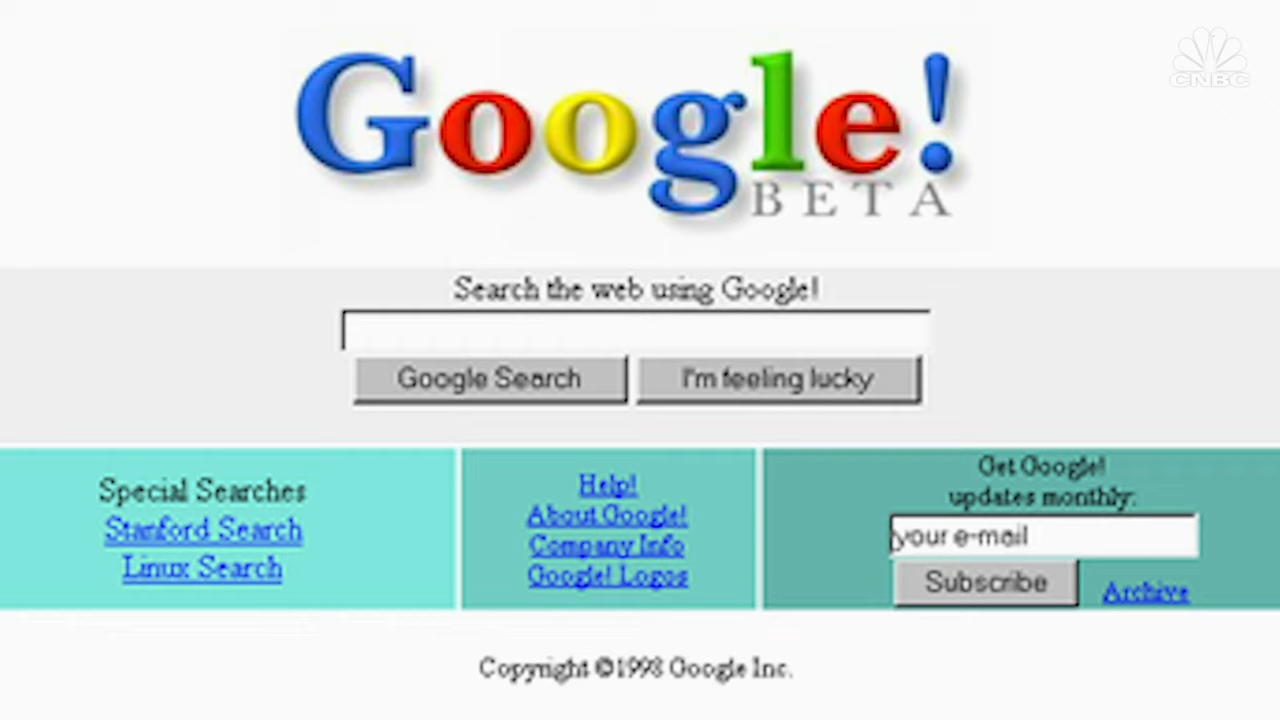 CNBC
Google!
BETA
Search the web using Google!
Google Search
I'm feeling lucky
Special Searches
Stanford Search
Linux Search
Help!
About Google!
Company Info
Google! Logos
Get Google!
updates monthly:
your e-mail
Subscribe
Archive
Copyright ©1998 Google Inc.